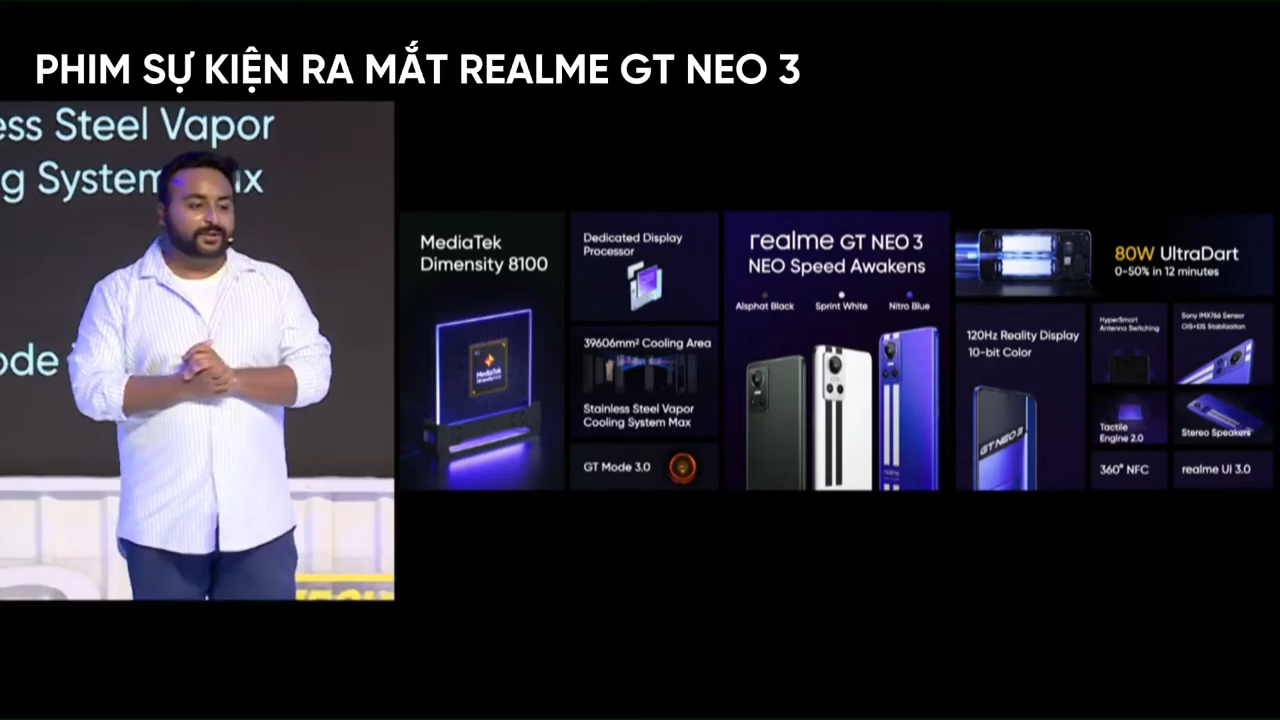 PHIM SỰ KIỆN RA MẮT REALME GT NEO 3
ess Steel Vapor
g System
ode
MediaTek
Dimensity 8100
MediaTek
Dedicated Display
Processor
39606mm² Cooling Area
Stainless Steel Vapor
Cooling System Max
GT Mode 3.0
realme GT NEO 3
NEO Speed Awakens
Alsphat Black
Sprint White
Nitro Blue
80W UltraDart
0-50% in 12 minutes
120Hz Reality Display
10-bit Color
GT NEO 3
HyperSmart
Antenna Switching
Sony IMX766 Sensor
OIS+EIS Stabilization
Tactile
Engine 2.0
Stereo Speakers
360° NFC
realme UI 3.0